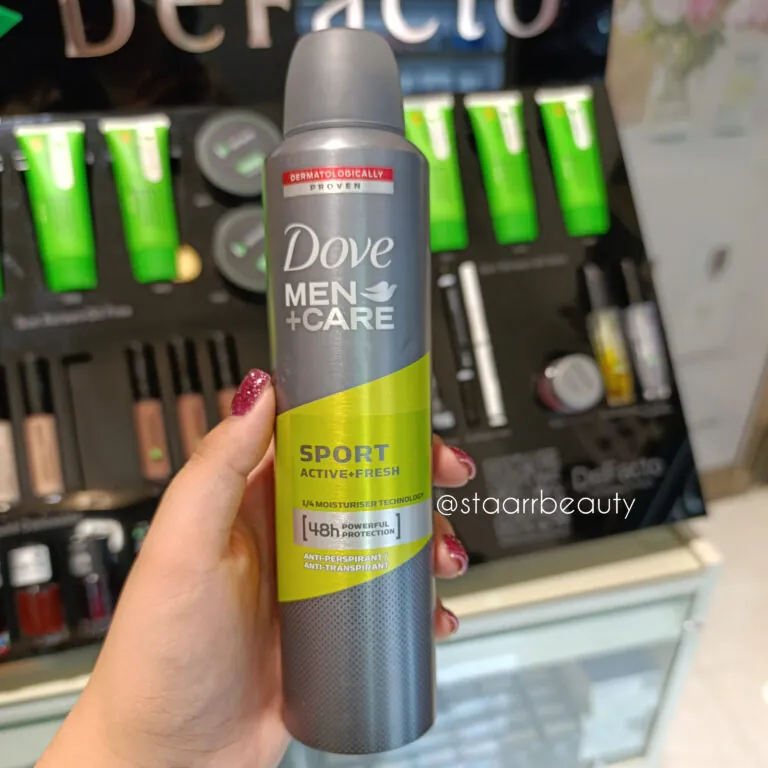 DeFacto
DERMATOLOGICALLY
PROVEN
Dove
MEN
+CARE
SPORT
ACTIVE+FRESH
1/4 MOISTURISER TECHNOLOGY
[48h POWERFUL
PROTECTION]
ANTI-PERSPIRANT /
ANTI-TRANSPIRANT
@staarrbeauty
DeFacto